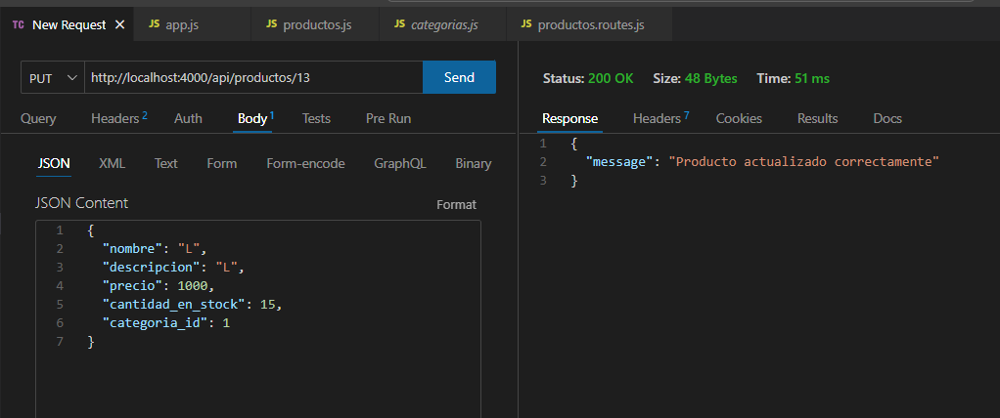 TC New Request × JS app.js JS productos.js JS categorias.js JS productos.routes.js
PUT http://localhost:4000/api/productos/13 Send
Query Headers 2 Auth Body 1 Tests Pre Run
JSON XML Text Form Form-encode GraphQL Binary
JSON Content Format
1 {
2 "nombre": "L",
3 "descripcion": "L",
4 "precio": 1000,
5 "cantidad_en_stock": 15,
6 "categoria_id": 1
7 }
Status: 200 OK Size: 48 Bytes Time: 51 ms
Response Headers 7 Cookies Results Docs
1 {
2 "message": "Producto actualizado correctamente"
3 }